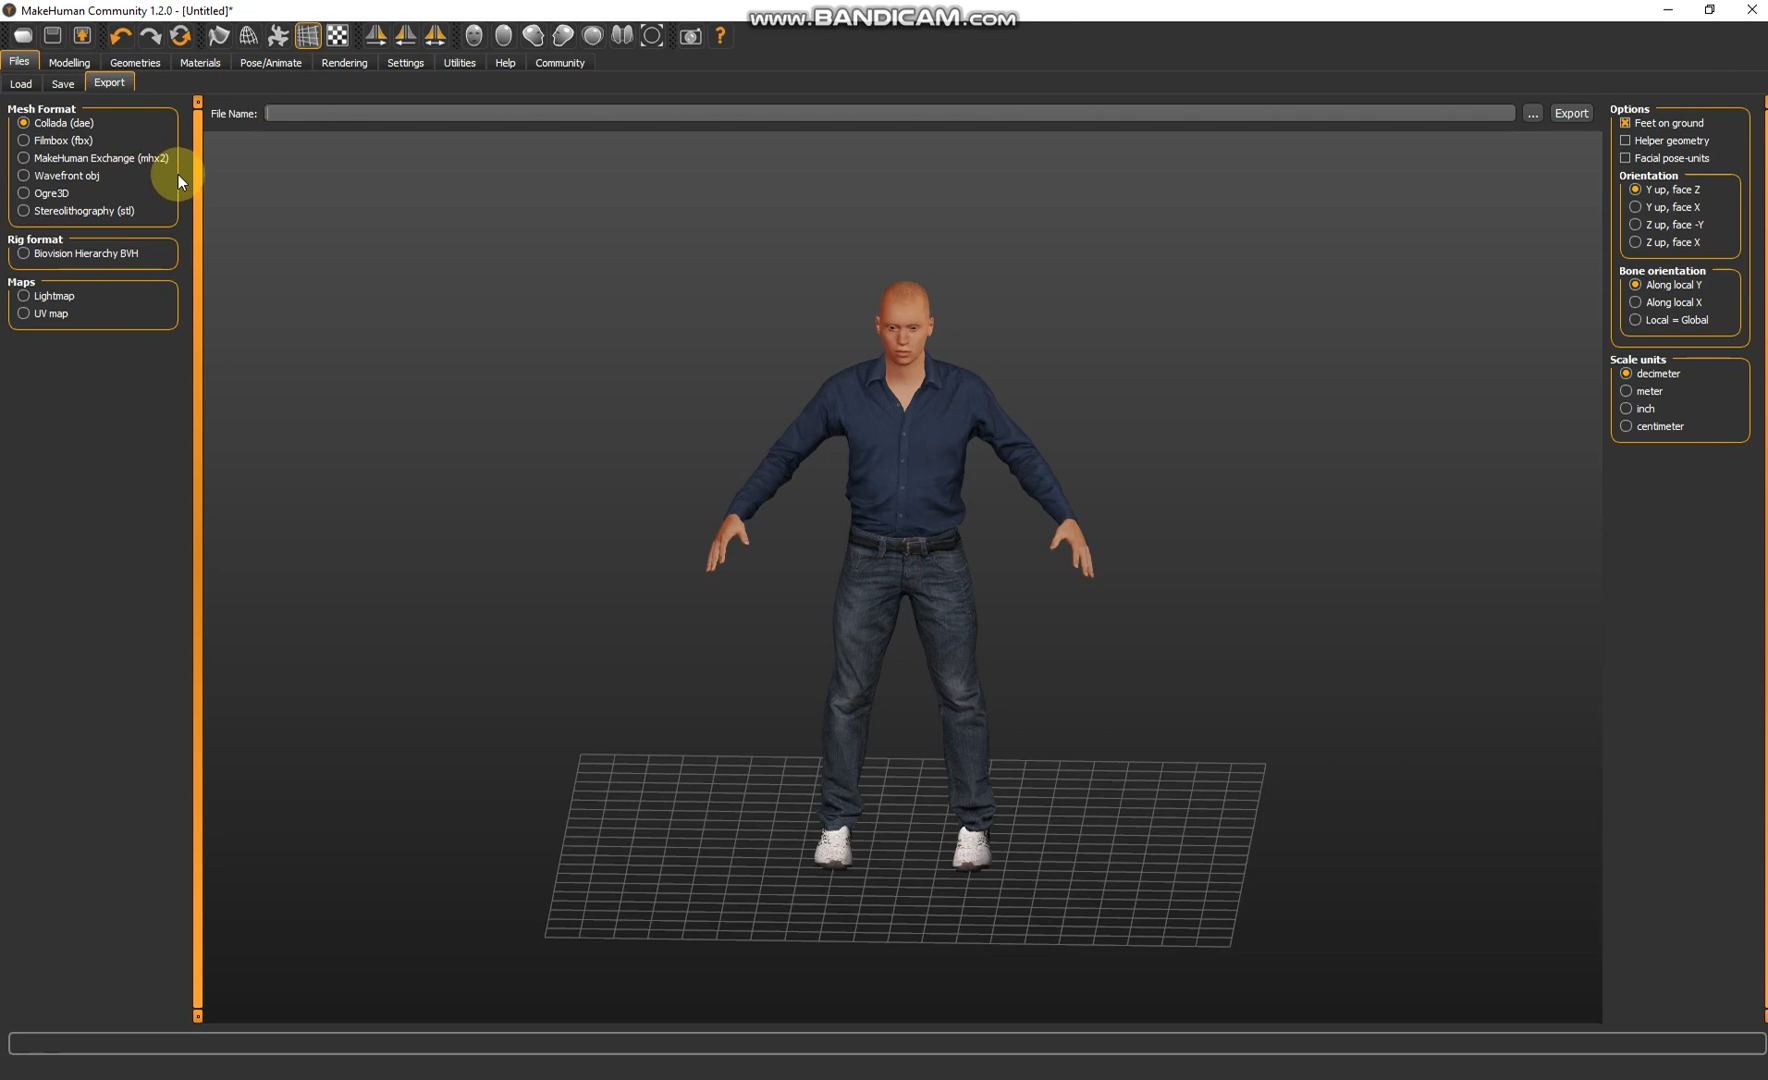 MakeHuman Community 1.2.0 - [Untitled]*
www.BANDICAM.com
Files Modelling Geometries Materials Pose/Animate Rendering Settings Utilities Help Community
Load Save Export
File Name: ... Export
Mesh Format
Collada (dae)
Filmbox (fbx)
MakeHuman Exchange (mhx2)
Wavefront obj
Ogre3D
Stereolithography (stl)
Rig format
Biovision Hierarchy BVH
Maps
Lightmap
UV map
Options
Feet on ground
Helper geometry
Facial pose-units
Orientation
Y up, face Z
Y up, face X
Z up, face -Y
Z up, face X
Bone orientation
Along local Y
Along local X
Local = Global
Scale units
decimeter
meter
inch
centimeter